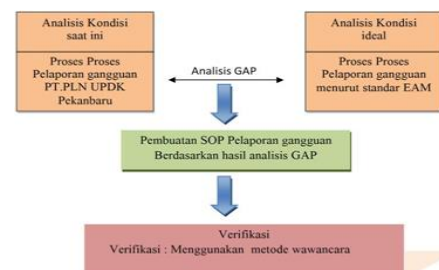 Analisis Kondisi
saat ini
Proses Proses
Pelaporan gangguan
PT.PLN UPDK
Pekanbaru
Analisis GAP
Analisis Kondisi
ideal
Proses Proses
Pelaporan gangguan
menurut standar EAM
Pembuatan SOP Pelaporan gangguan
Berdasarkan hasil analisis GAP
Verifikasi
Verifikasi : Menggunakan metode wawancara